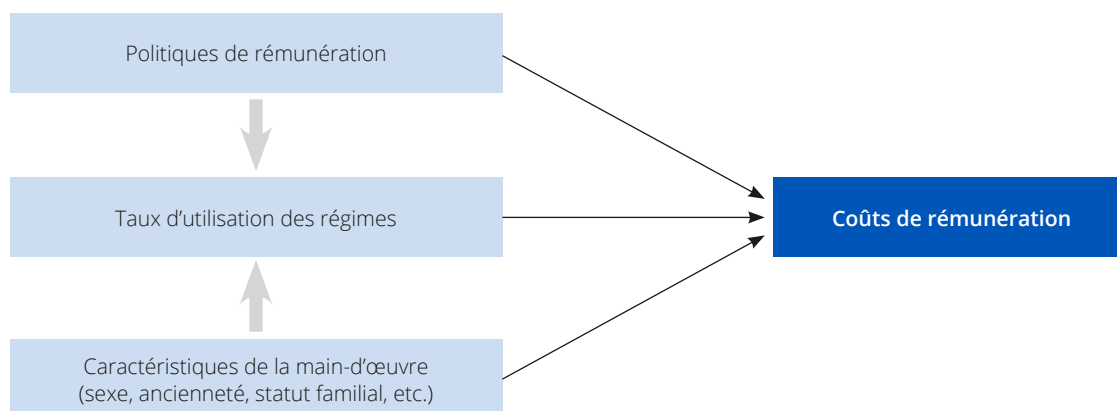 Politiques de rémunération
Taux d’utilisation des régimes
Coûts de rémunération
Caractéristiques de la main-d’œuvre
(sexe, ancienneté, statut familial, etc.)